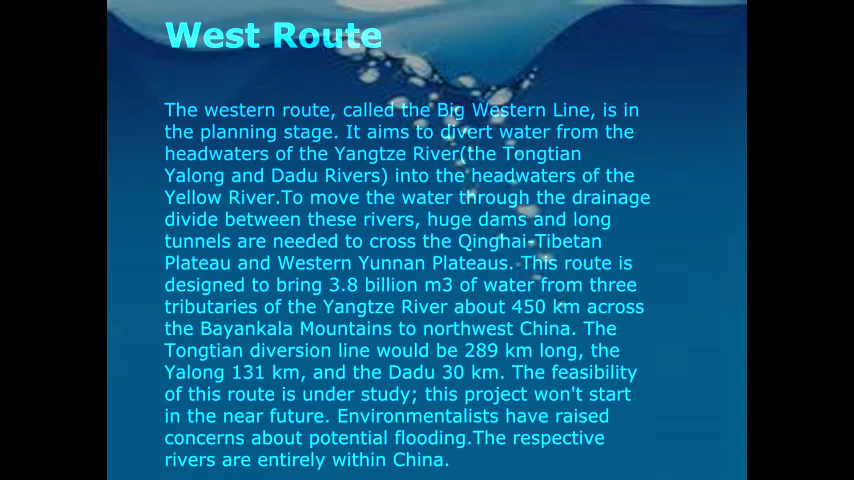 West Route
The western route, called the Big Western Line, is in
the planning stage. It aims to divert water from the
headwaters of the Yangtze River(the Tongtian
Yalong and Dadu Rivers) into the headwaters of the
Yellow River.To move the water through the drainage
divide between these rivers, huge dams and long
tunnels are needed to cross the Qinghai-Tibetan
Plateau and Western Yunnan Plateaus. This route is
designed to bring 3.8 billion m3 of water from three
tributaries of the Yangtze River about 450 km across
the Bayankala Mountains to northwest China. The
Tongtian diversion line would be 289 km long, the
Yalong 131 km, and the Dadu 30 km. The feasibility
of this route is under study; this project won't start
in the near future. Environmentalists have raised
concerns about potential flooding.The respective
rivers are entirely within China.